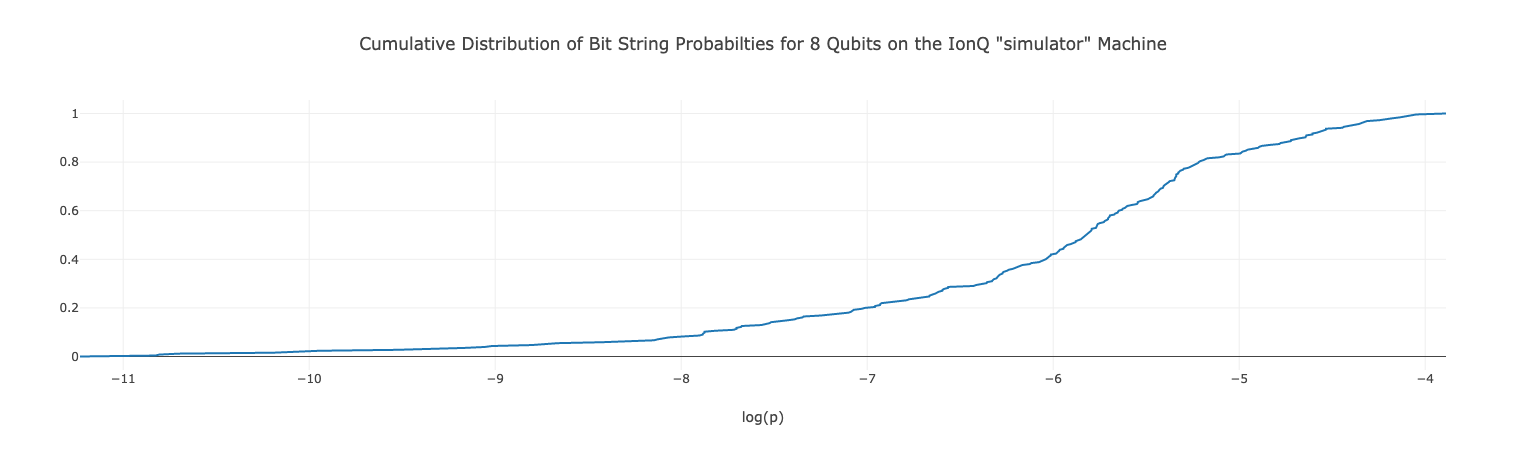 Cumulative Distribution of Bit String Probabilties for 8 Qubits on the IonQ "simulator" Machine
1
0.8
0.6
0.4
0.2
0
−11 −10 −9 −8 −7 −6 −5 −4
log(p)